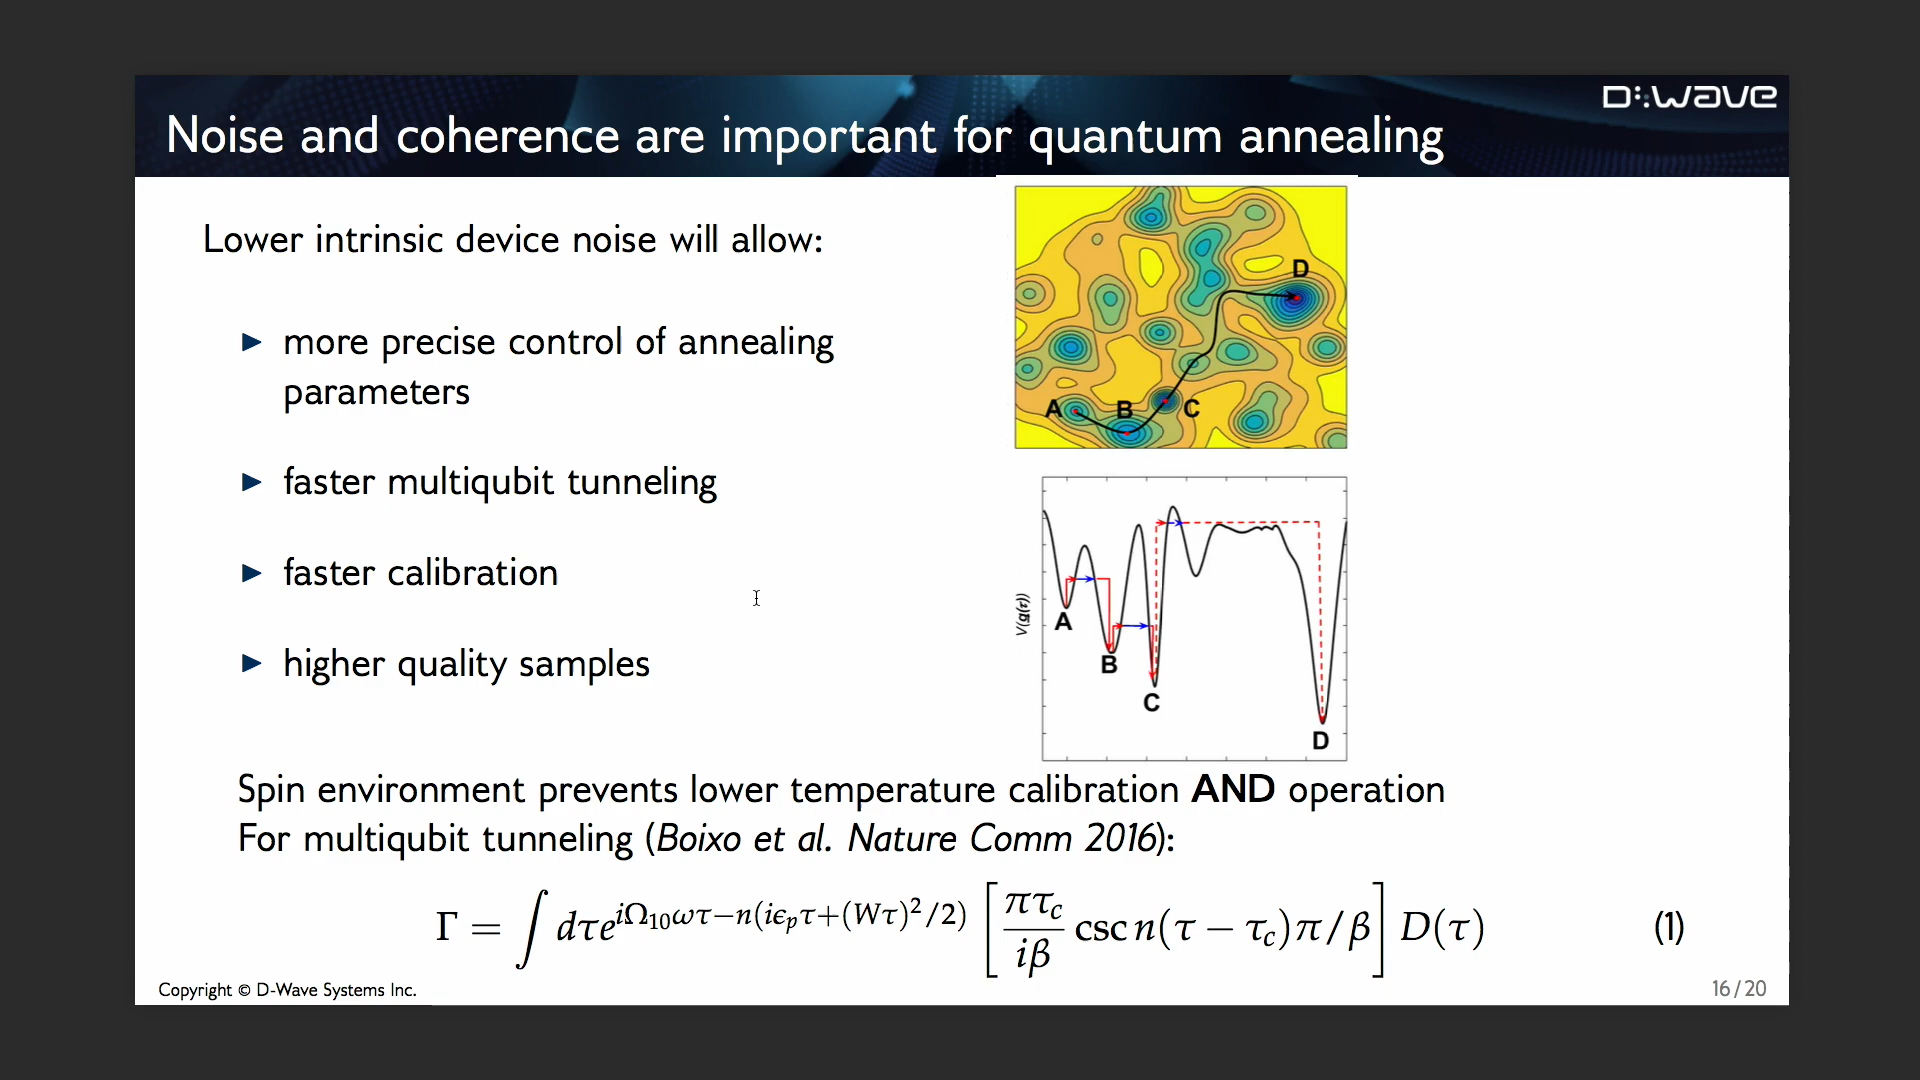 D:wave
Noise and coherence are important for quantum annealing
Lower intrinsic device noise will allow:
▶ more precise control of annealing
parameters
▶ faster multiqubit tunneling
▶ faster calibration
▶ higher quality samples
D
A B C
V(q(τ))
A
B
C
D
Spin environment prevents lower temperature calibration AND operation
For multiqubit tunneling (Boixo et al. Nature Comm 2016):
Γ = ∫ dτe^{iΩ_{10}ωτ−n(iϵ_pτ+(Wτ)^2/2)} [πτ_c/iβ csc n(τ − τ_c)π/β] D(τ) (1)
Copyright © D-Wave Systems Inc.
16/20